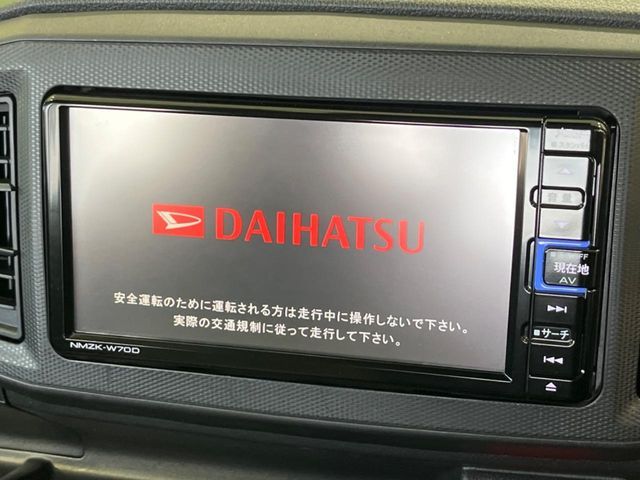 DAIHATSU
安全運転のために運転される方は走行中に操作しないで下さい。
実際の交通規制に従って走行して下さい。
NMZK-W70D
音量
現在地
AV
サーチ